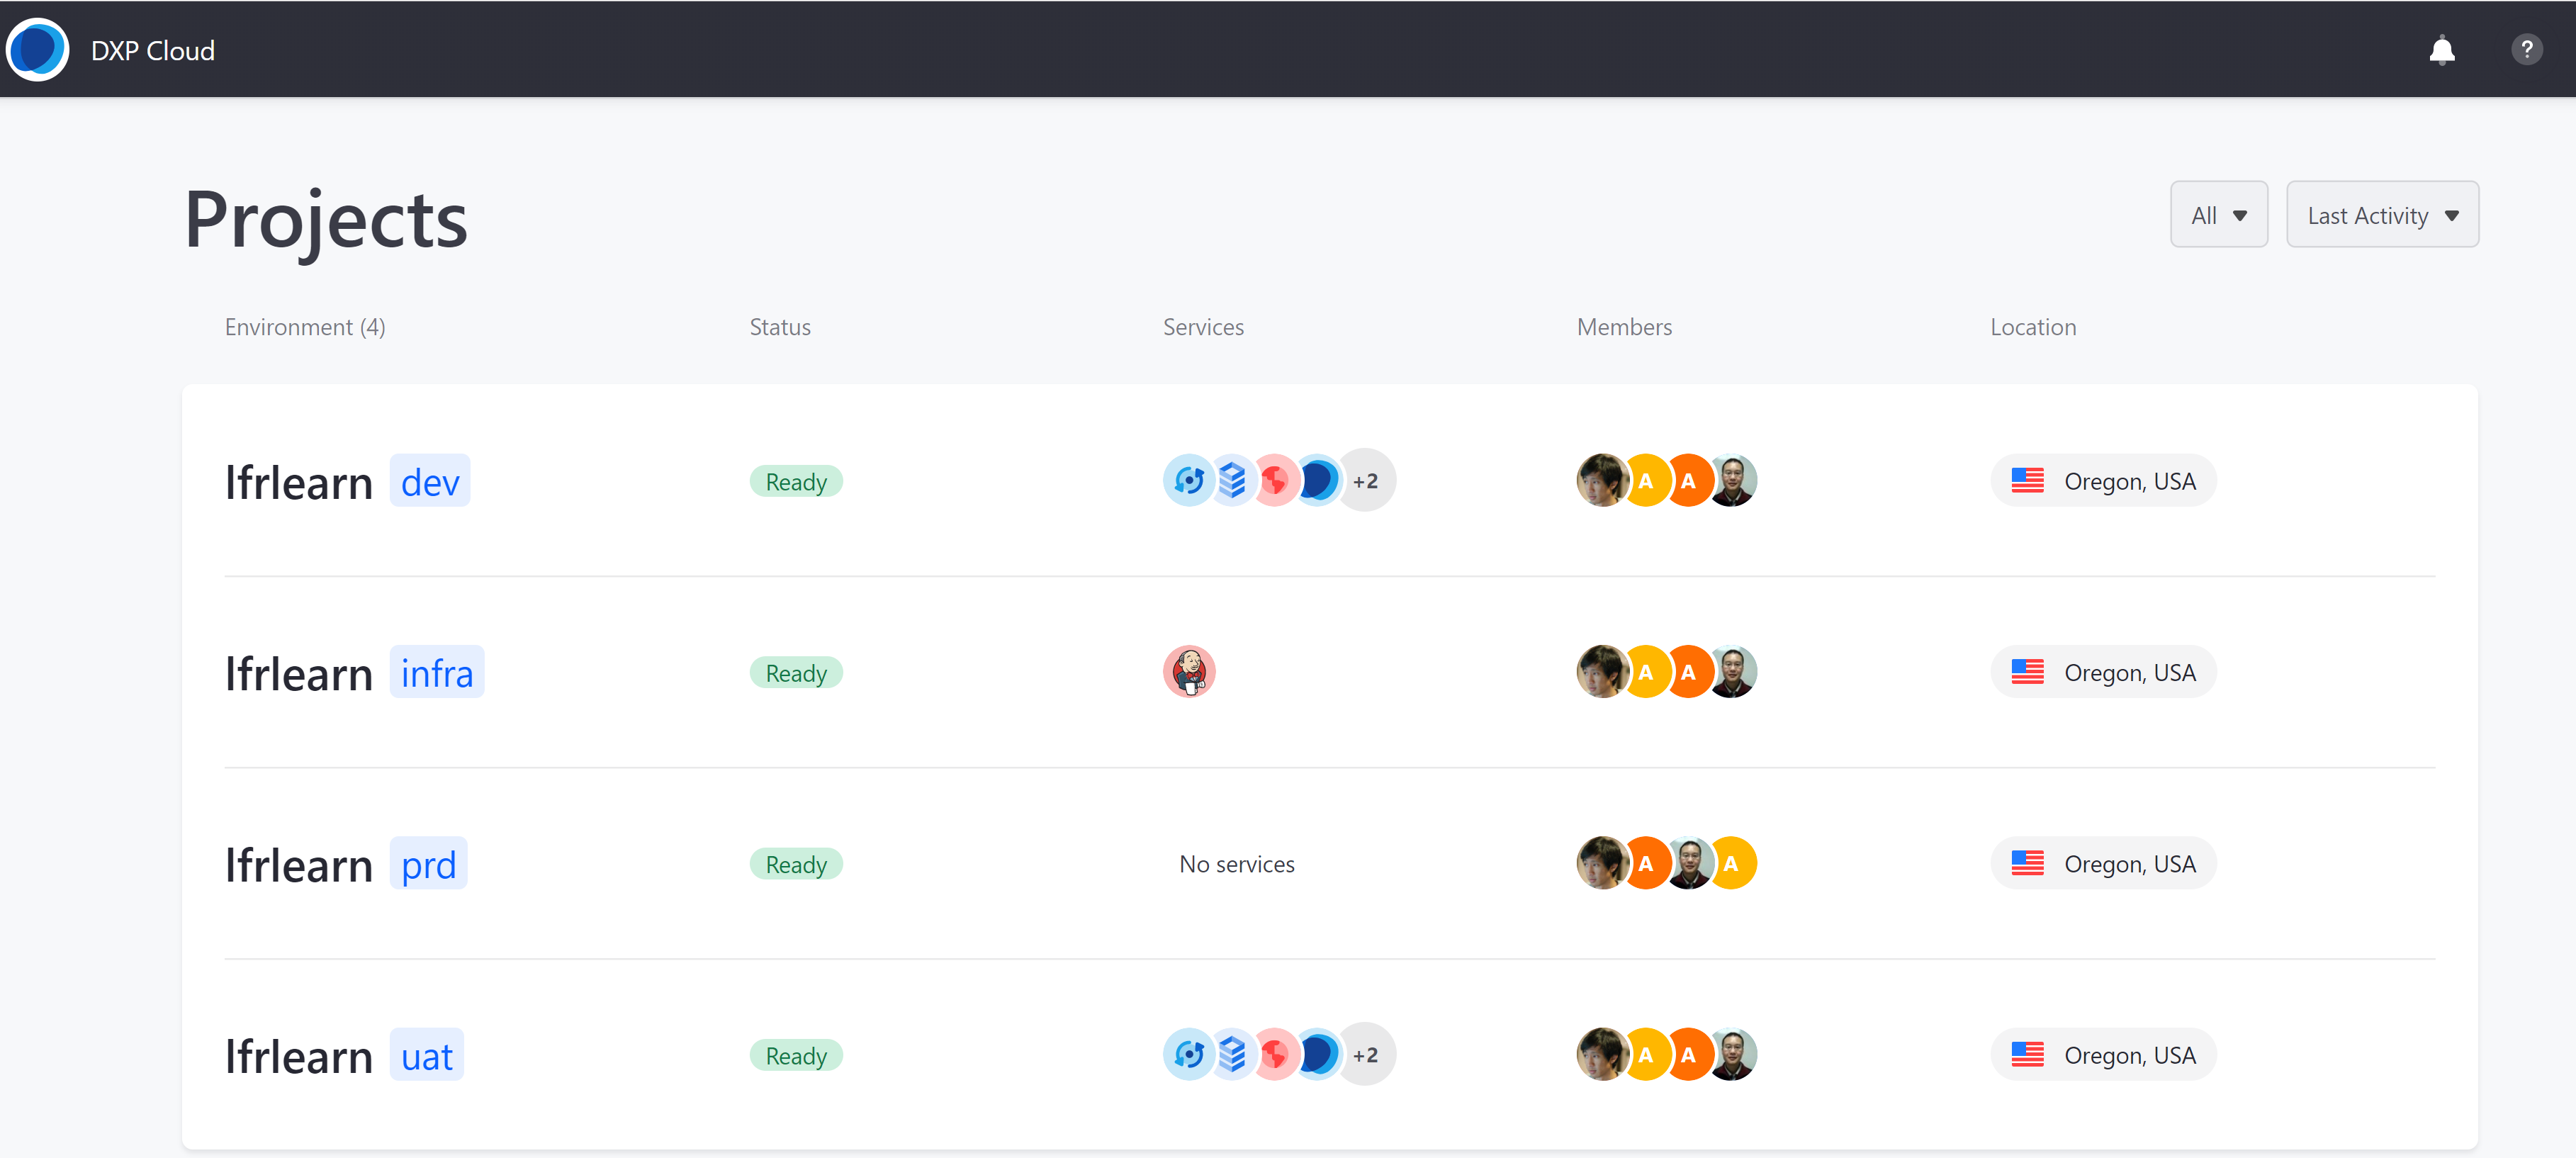 DXP Cloud ?
Projects All Last Activity
Environment (4) Status Services Members Location
lfrlearn dev Ready +2 A A Oregon, USA
lfrlearn infra Ready A A Oregon, USA
lfrlearn prd Ready No services A A Oregon, USA
lfrlearn uat Ready +2 A A Oregon, USA